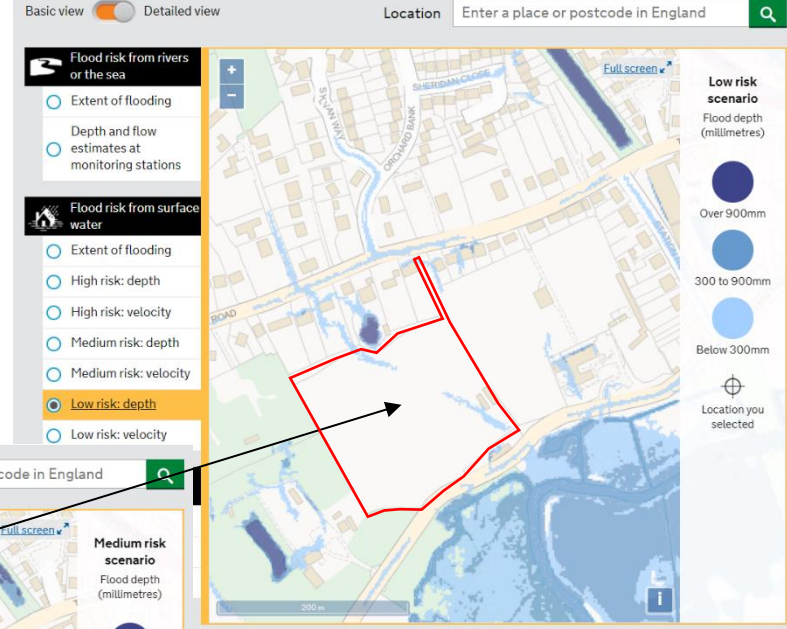 Basic view
Detailed view
Location
Enter a place or postcode in England
Flood risk from rivers
or the sea
Extent of flooding
Depth and flow
estimates at
monitoring stations
Flood risk from surface
water
Extent of flooding
High risk: depth
High risk: velocity
Medium risk: depth
Medium risk: velocity
Low risk: depth
Low risk: velocity
+
−
Full screen
SHERIDAN CLOSE
ORCHARD BANK
ROAD
200 m
i
Low risk
scenario
Flood depth
(millimetres)
Over 900mm
300 to 900mm
Below 300mm
Location you
selected
code in England
Full screen
Medium risk
scenario
Flood depth
(millimetres)